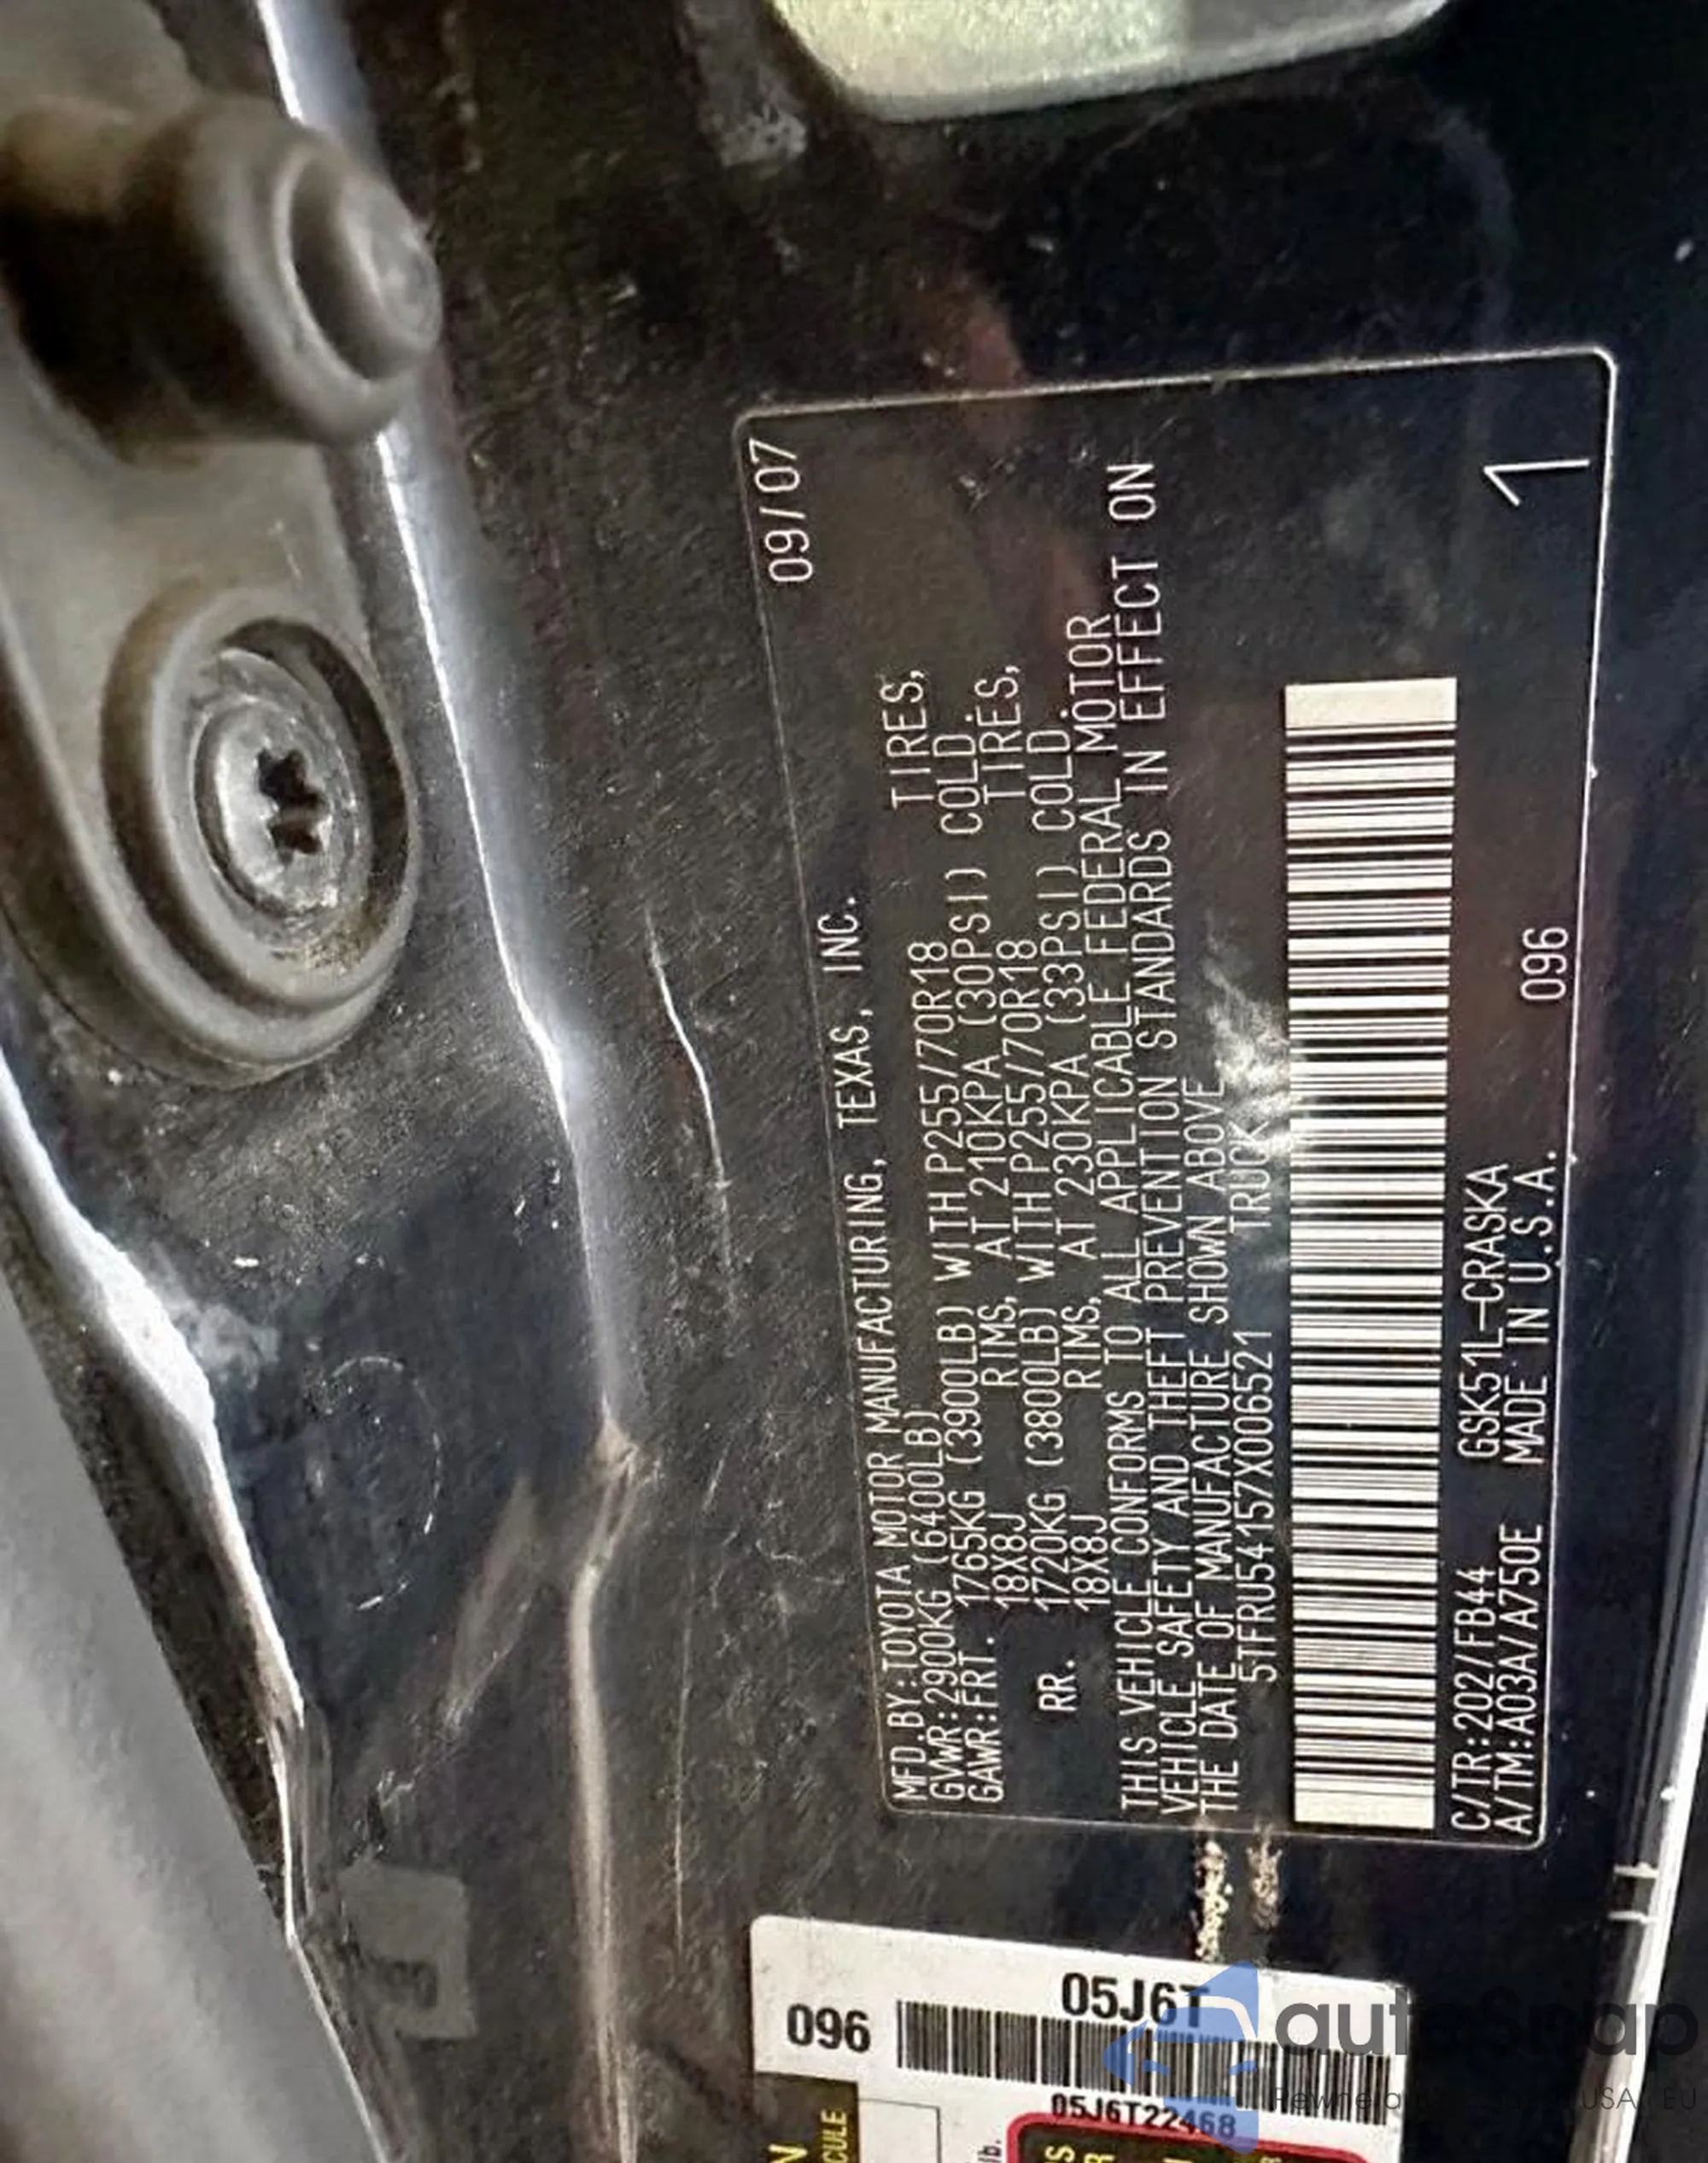 09/07
MFD.BY:TOYOTA MOTOR MANUFACTURING, TEXAS, INC.
GVWR:2900KG (6400LB)
GAWR:FRT. 1765KG (3900LB) WITH P255/70R18 TIRES,
18X8J RIMS, AT 210KPA (30PSI) COLD.
RR. 1720KG (3800LB) WITH P255/70R18 TIRES,
18X8J RIMS, AT 230KPA (33PSI) COLD.
THIS VEHICLE CONFORMS TO ALL APPLICABLE FEDERAL MOTOR
VEHICLE SAFETY AND THEFT PREVENTION STANDARDS IN EFFECT ON
THE DATE OF MANUFACTURE SHOWN ABOVE
5TFRU54157X006521 TRUCK
C/TR:202/FB44 GSK51L-CRASKA
A/TM:A03A/A750E MADE IN U.S.A. 096
1
05J6T
096
05J6T22468
autoSnap
USA
EU